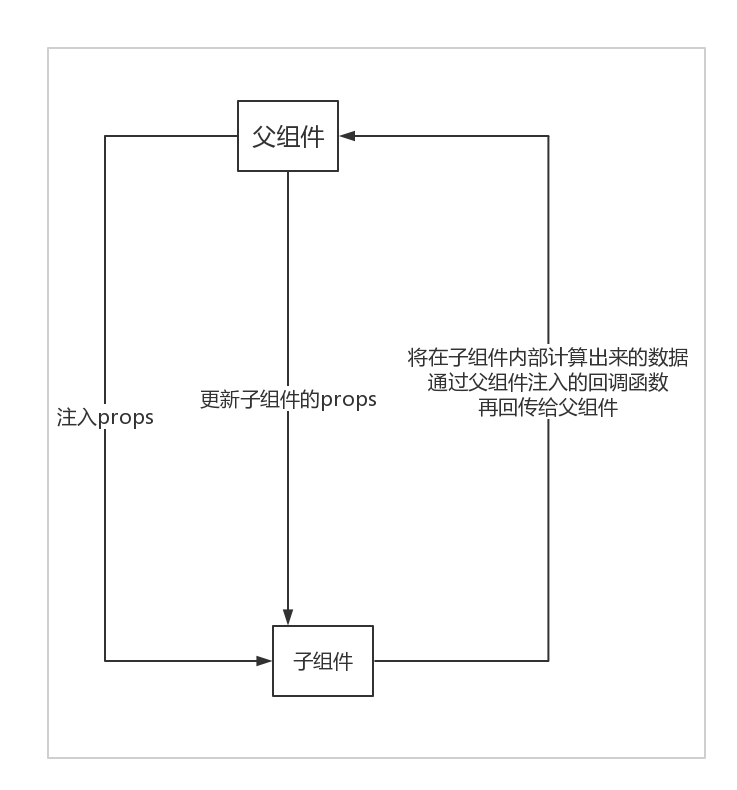 父组件
将在子组件内部计算出来的数据
通过父组件注入的回调函数
再回传给父组件
更新子组件的props
注入props
子组件